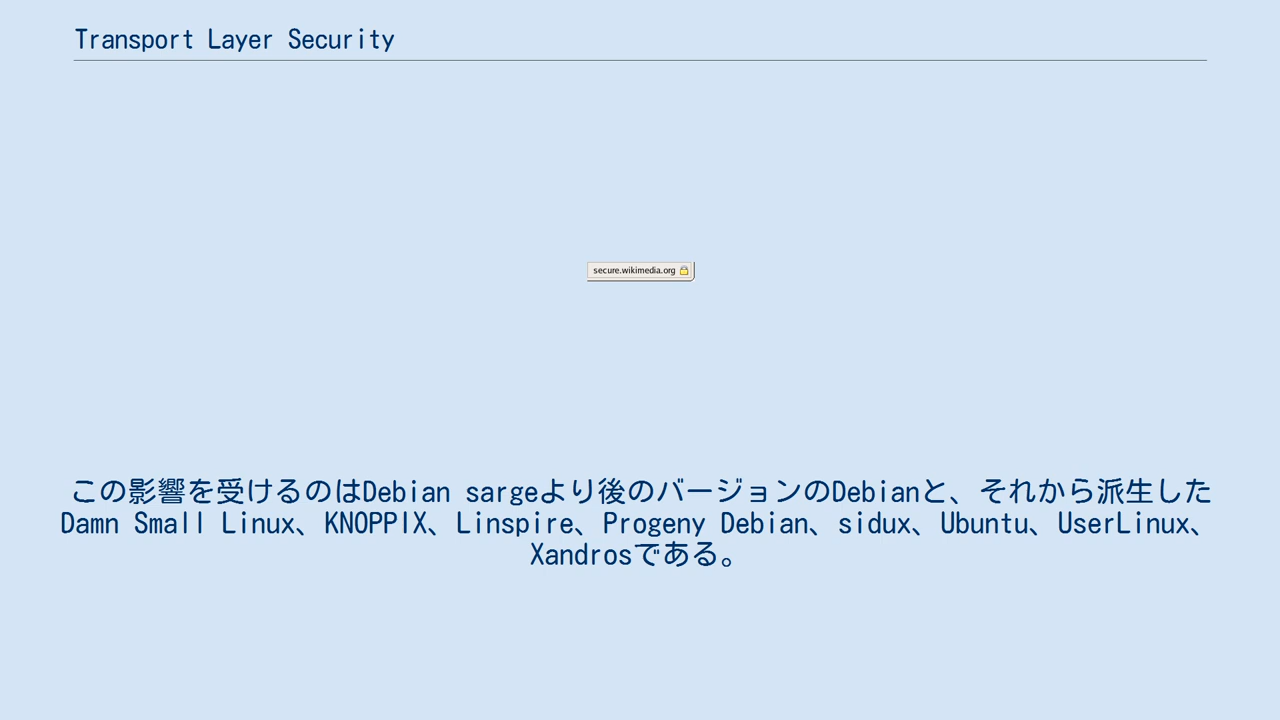 Transport Layer Security
secure.wikimedia.org
この影響を受けるのはDebian sargeより後のバージョンのDebianと、それから派生した
Damn Small Linux、KNOPPIX、Linspire、Progeny Debian、sidux、Ubuntu、UserLinux、
Xandrosである。